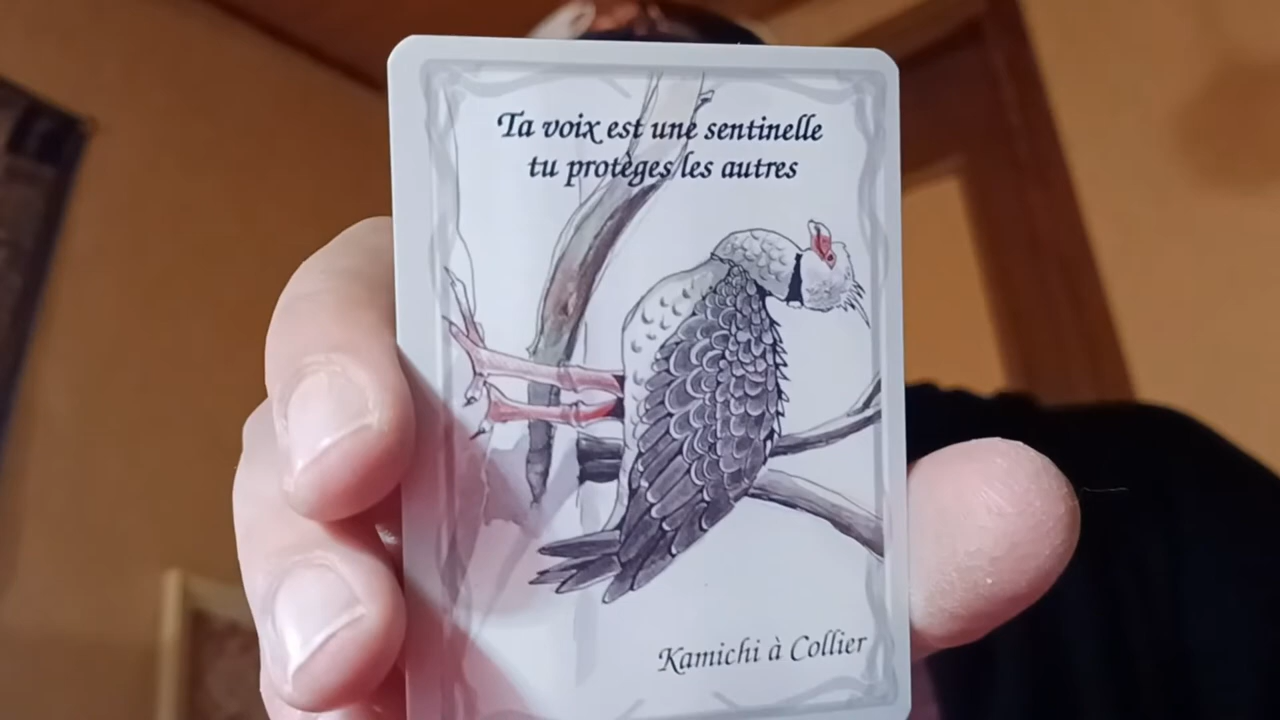 Ta voix est une sentinelle
tu protèges les autres
Kamichi à Collier